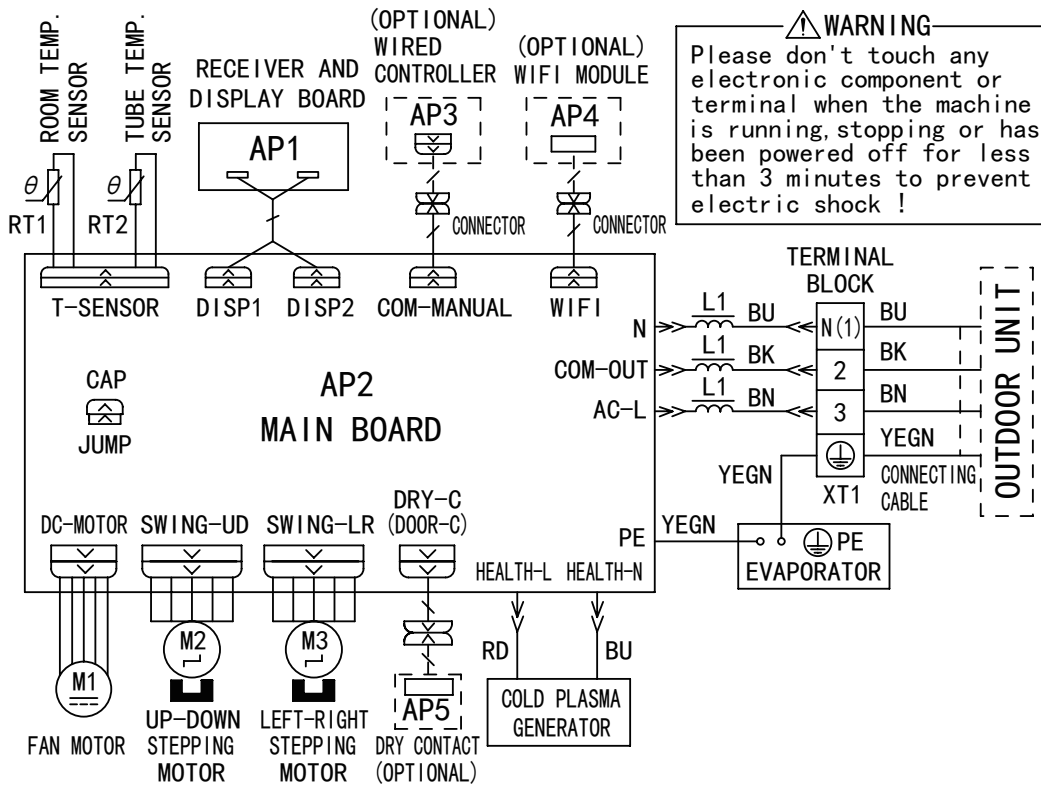 ROOM TEMP.
SENSOR
TUBE TEMP.
SENSOR
θ
RT1
θ
RT2
RECEIVER AND
DISPLAY BOARD
AP1
(OPTIONAL)
WIRED
CONTROLLER
AP3
CONNECTOR
(OPTIONAL)
WIFI MODULE
AP4
CONNECTOR
WARNING
Please don't touch any
electronic component or
terminal when the machine
is running, stopping or has
been powered off for less
than 3 minutes to prevent
electric shock !
T-SENSOR
DISP1
DISP2
COM-MANUAL
WIFI
CAP
JUMP
AP2
MAIN BOARD
N
COM-OUT
AC-L
PE
L1
BU
L1
BK
L1
BN
TERMINAL
BLOCK
N(1)
2
3
XT1
BU
BK
BN
YEGN
CONNECTING
CABLE
OUTDOOR UNIT
YEGN
YEGN
PE
EVAPORATOR
DC-MOTOR
SWING-UD
SWING-LR
DRY-C
(DOOR-C)
HEALTH-L
HEALTH-N
M1
FAN MOTOR
M2
UP-DOWN
STEPPING
MOTOR
M3
LEFT-RIGHT
STEPPING
MOTOR
AP5
DRY CONTACT
(OPTIONAL)
RD
BU
COLD PLASMA
GENERATOR